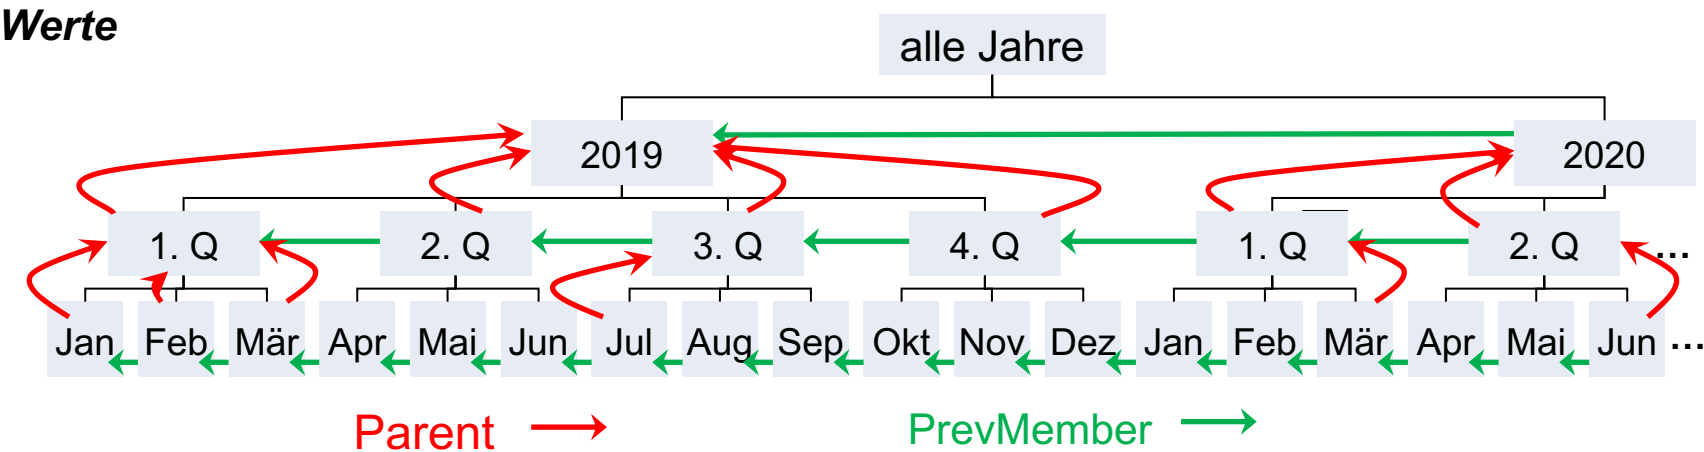 Werte
alle Jahre
2019 2020
1. Q 2. Q 3. Q 4. Q 1. Q 2. Q ...
Jan Feb Mär Apr Mai Jun Jul Aug Sep Okt Nov Dez Jan Feb Mär Apr Mai Jun ...
Parent PrevMember